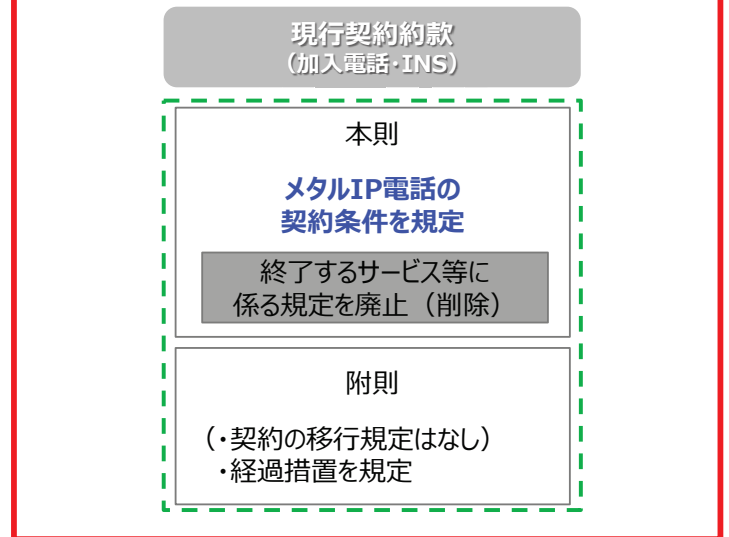 現行契約約款
（加入電話･INS）
本則
メタルIP電話の
契約条件を規定
終了するサービス等に
係る規定を廃止（削除）
附則
（･契約の移行規定はなし）
･経過措置を規定